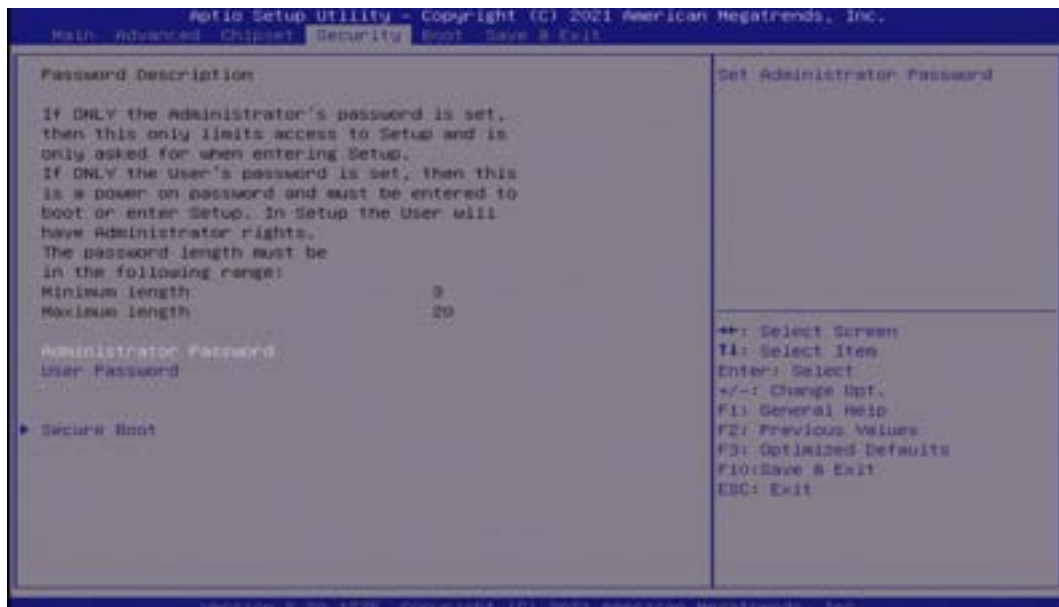 Aptio Setup Utility - Copyright (C) 2021 American Megatrends, Inc.
Main Advanced Chipset Security Boot Save & Exit
Password Description
If ONLY the Administrator's password is set,
then this only limits access to Setup and is
only asked for when entering Setup.
If ONLY the User's password is set, then this
is a power on password and must be entered to
boot or enter Setup. In Setup the User will
have Administrator rights.
The password length must be
in the following range:
Minimum length 3
Maximum length 20
Administrator Password
User Password
Secure Boot
Set Administrator Password
→←: Select Screen
↑↓: Select Item
Enter: Select
+/-: Change Opt.
F1: General Help
F2: Previous Values
F3: Optimized Defaults
F10:Save & Exit
ESC: Exit